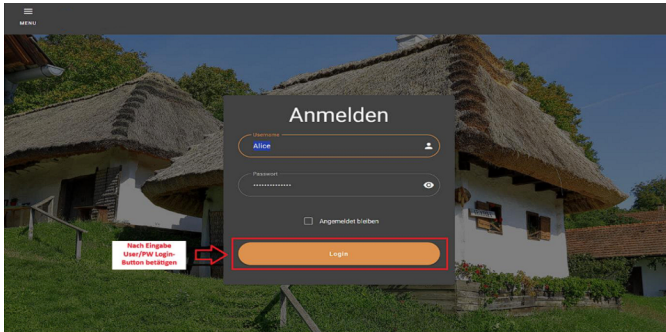 MENU
Anmelden
Username
Alice
Passwort
Angemeldet bleiben
Nach Eingabe
User/PW Login-
Button betätigen
Login